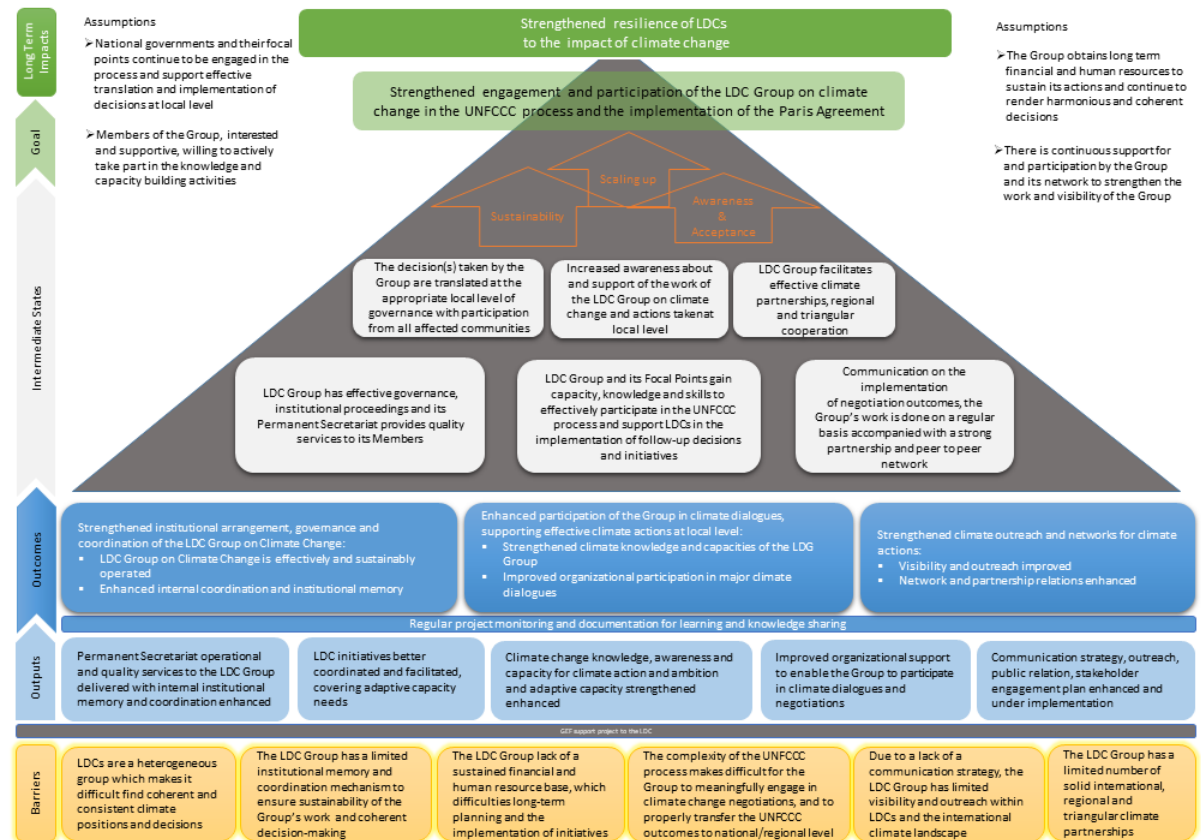 Long Term
Impacts
Assumptions
➢National governments and their focal
points continue to be engaged in the
process and support effective
translation and implementation of
decisions at local level
➢Members of the Group, interested
and supportive, willing to actively
take part in the knowledge and
capacity building activities
Strengthened resilience of LDCs
to the impact of climate change
Assumptions
➢The Group obtains long term
financial and human resources to
sustain its actions and continue to
render harmonious and coherent
decisions
➢There is continuous support for
and participation by the Group
and its network to strengthen the
work and visibility of the Group
Goal
Strengthened engagement and participation of the LDC Group on climate
change in the UNFCCC process and the implementation of the Paris Agreement
Scaling up
Sustainability
Awareness
&
Acceptance
Intermediate States
The decision(s) taken by the
Group are translated at the
appropriate local level of
governance with participation
from all affected communities
Increased awareness about
and support of the work of
the LDC Group on climate
change and actions takenat
local level
LDC Group facilitates
effective climate
partnerships, regional
and triangular
cooperation
LDC Group has effective governance,
institutional proceedings and its
Permanent Secretariat provides quality
services to its Members
LDC Group and its Focal Points gain
capacity, knowledge and skills to
effectively participate in the UNFCCC
process and support LDCs in the
implementation of follow-up decisions
and initiatives
Communication on the
implementation
of negotiation outcomes, the
Group's work is done on a regular
basis accompanied with a strong
partnership and peer to peer
network
Outcomes
Strengthened institutional arrangement, governance and
coordination of the LDC Group on Climate Change:
▪ LDC Group on Climate Change is effectively and sustainably
operated
▪ Enhanced internal coordination and institutional memory
Enhanced participation of the Group in climate dialogues,
supporting effective climate actions at local level:
▪ Strengthened climate knowledge and capacities of the LDG
Group
▪ Improved organizational participation in major climate
dialogues
Strengthened climate outreach and networks for climate
actions:
▪ Visibility and outreach improved
▪ Network and partnership relations enhanced
Regular project monitoring and documentation for learning and knowledge sharing
Outputs
Permanent Secretariat operational
and quality services to the LDC Group
delivered with internal institutional
memory and coordination enhanced
LDC initiatives better
coordinated and facilitated,
covering adaptive capacity
needs
Climate change knowledge, awareness and
capacity for climate action and ambition
and adaptive capacity strengthened
enhanced
Improved organizational support
to enable the Group to participate
in climate dialogues and
negotiations
Communication strategy, outreach,
public relation, stakeholder
engagement plan enhanced and
under implementation
GEF support project to the LDC
Barriers
LDCs are a heterogeneous
group which makes it
difficult find coherent and
consistent climate
positions and decisions
The LDC Group has a limited
institutional memory and
coordination mechanism to
ensure sustainability of the
Group's work and coherent
decision-making
The LDC Group lack of a
sustained financial and
human resource base, which
difficulties long-term
planning and the
implementation of initiatives
The complexity of the UNFCCC
process makes difficult for the
Group to meaningfully engage in
climate change negotiations, and to
properly transfer the UNFCCC
outcomes to national/regional level
Due to a lack of a
communication strategy, the
LDC Group has limited
visibility and outreach within
LDCs and the international
climate landscape
The LDC Group has a
limited number of
solid international,
regional and
triangular climate
partnerships